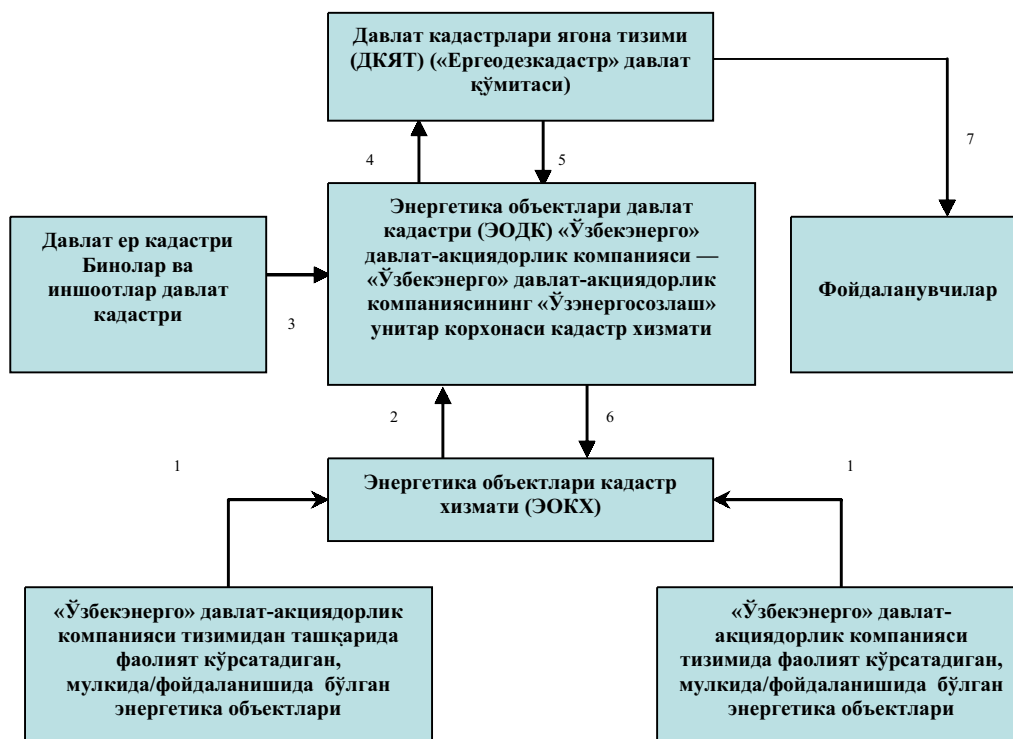 Давлат кадастрлари ягона тизими
(ДКЯТ) («Ергеодезкадастр» давлат
қўмитаси)
4
5
7
Давлат ер кадастри
Бинолар ва
иншоотлар давлат
кадастри
3
Энергетика объектлари давлат
кадастри (ЭОДК) «Ўзбекэнерго»
давлат-акциядорлик компанияси —
«Ўзбекэнерго» давлат-акциядорлик
компаниясининг «Ўзэнергосозлаш»
унитар корхонаси кадастр хизмати
Фойдаланувчилар
2
6
1
1
Энергетика объектлари кадастр
хизмати (ЭОКХ)
«Ўзбекэнерго» давлат-акциядорлик
компанияси тизимидан ташқарида
фаолият кўрсатадиган,
мулкида/фойдаланишида бўлган
энергетика объектлари
«Ўзбекэнерго» давлат-
акциядорлик компанияси
тизимида фаолият кўрсатадиган,
мулкида/фойдаланишида бўлган
энергетика объектлари